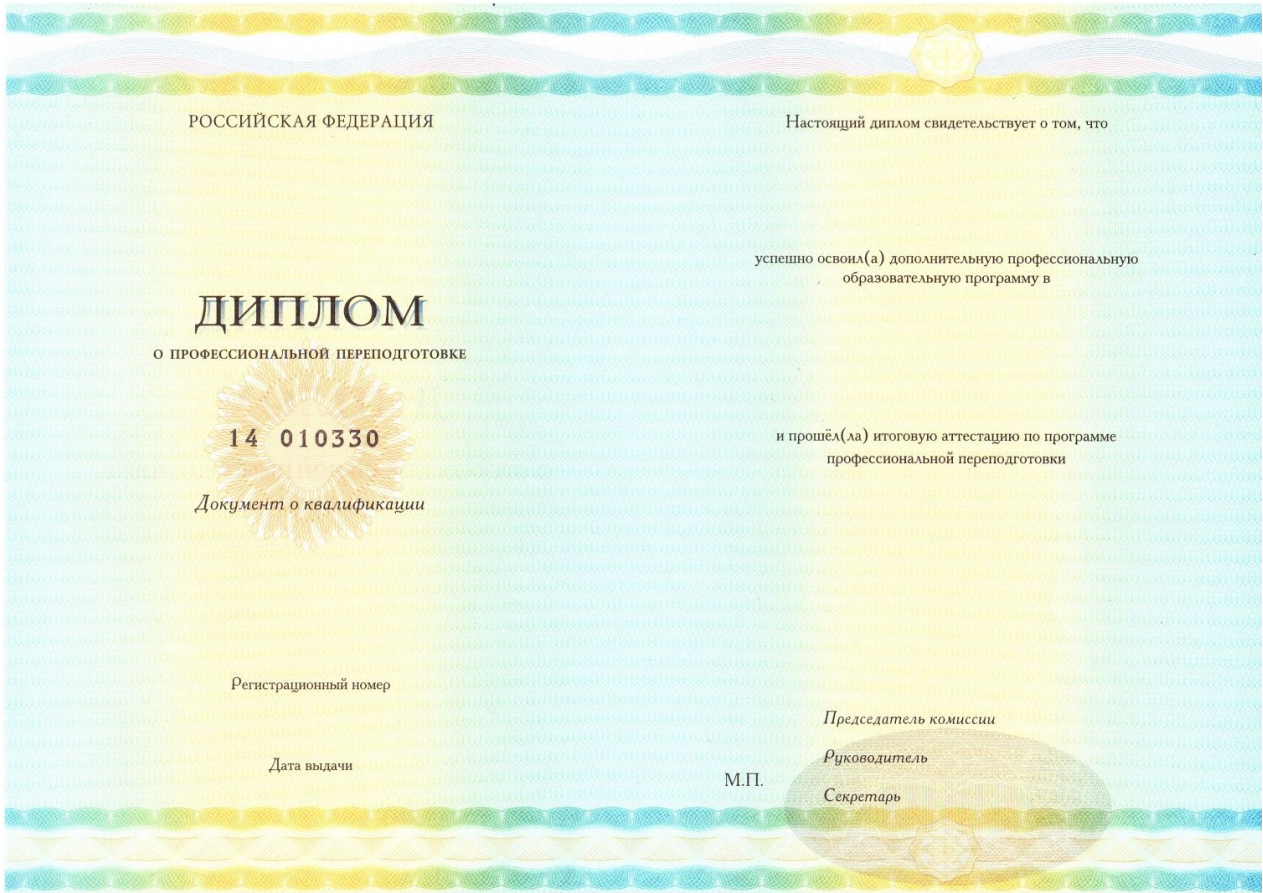 РОССИЙСКАЯ ФЕДЕРАЦИЯ
ДИПЛОМ
О ПРОФЕССИОНАЛЬНОЙ ПЕРЕПОДГОТОВКЕ
14 010330
Документ о квалификации
Регистрационный номер
Дата выдачи
Настоящий диплом свидетельствует о том, что
успешно освоил(а) дополнительную профессиональную
образовательную программу в
и прошёл(ла) итоговую аттестацию по программе
профессиональной переподготовки
Председатель комиссии
Руководитель
М.П.
Секретарь